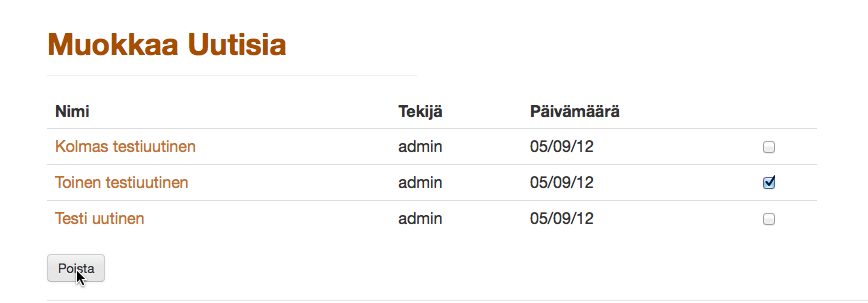 Muokkaa Uutisia
Nimi Tekijä Päivämäärä
Kolmas testiuutinen admin 05/09/12
Toinen testiuutinen admin 05/09/12
Testi uutinen admin 05/09/12
Poista